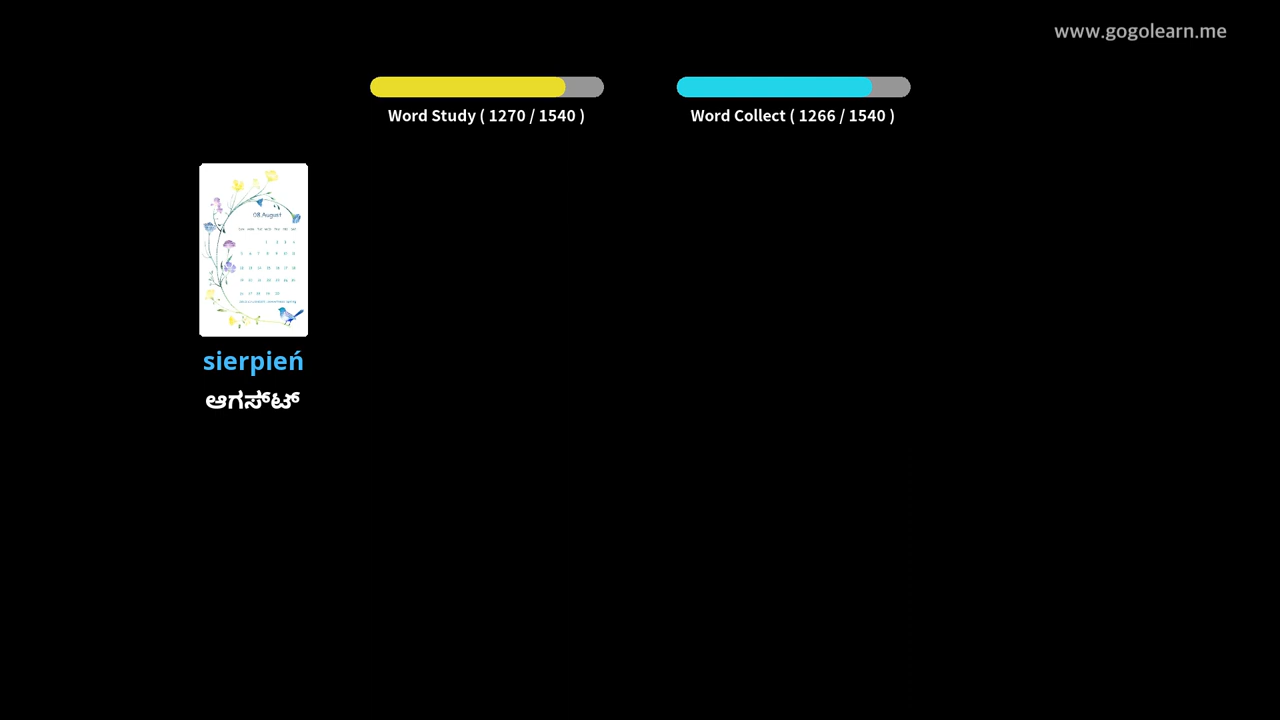 www.gogolearn.me
Word Study ( 1270 / 1540 )
Word Collect ( 1266 / 1540 )
08.August
sierpień
ಆಗಸ್ಟ್